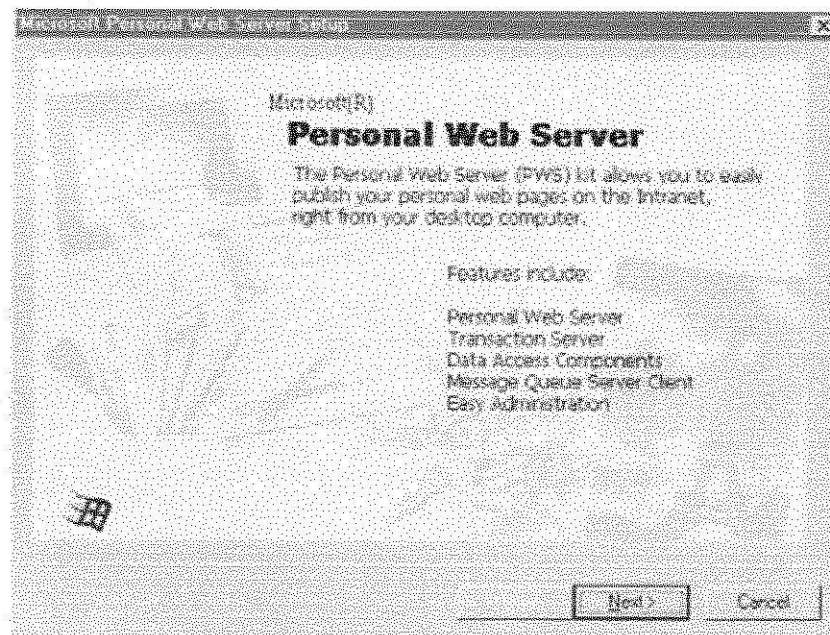 Microsoft Personal Web Server Setup
Microsoft(R)
Personal Web Server
The Personal Web Server (PWS) kit allows you to easily
publish your personal web pages on the Intranet,
right from your desktop computer.
Features include:
Personal Web Server
Transaction Server
Data Access Components
Message Queue Server Client
Easy Administration
Next >
Cancel